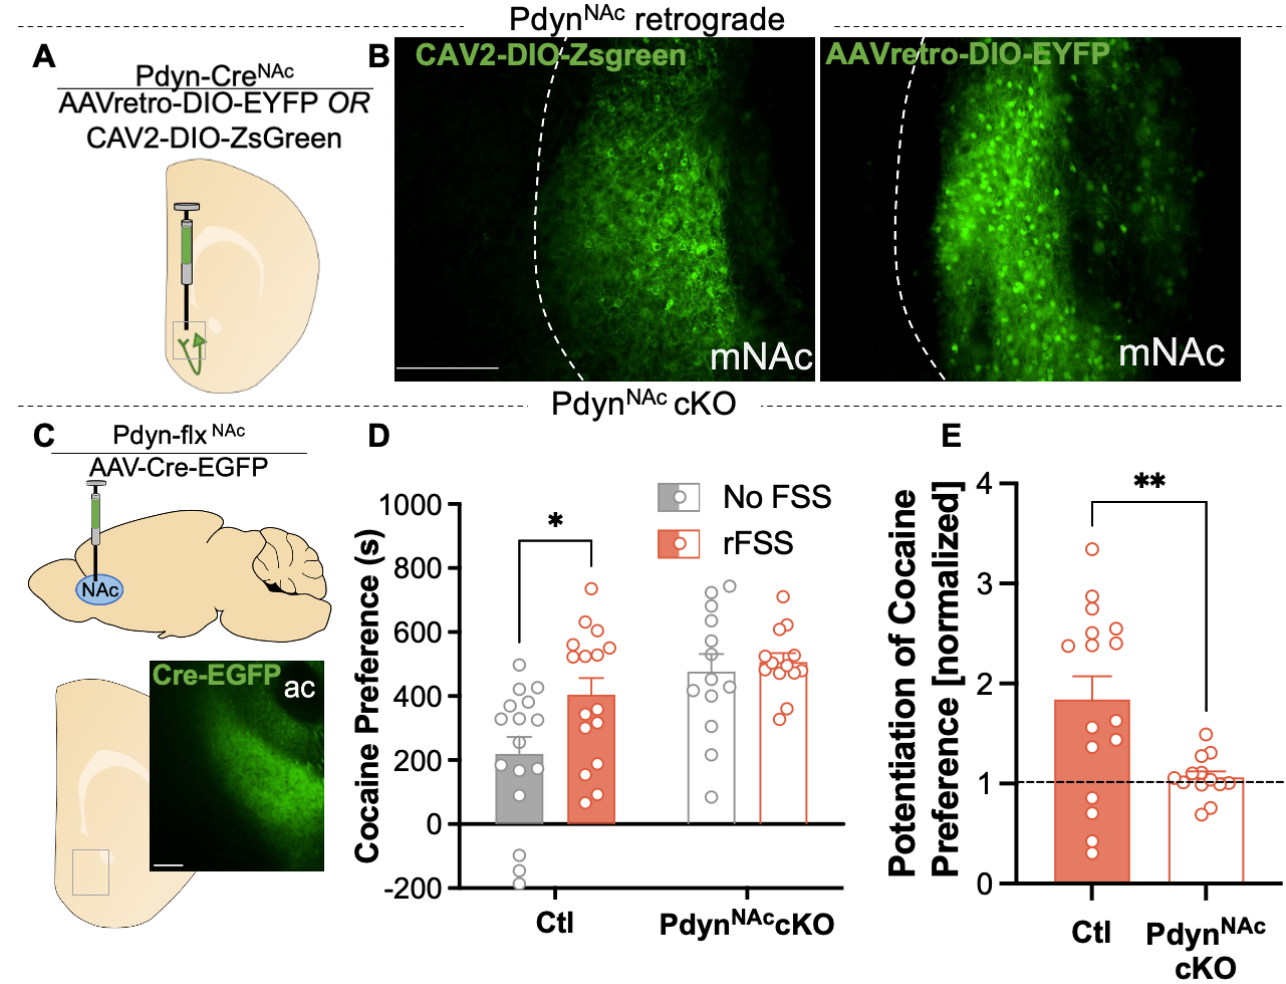 Pdyn^NAc retrograde
A
Pdyn-Cre^NAc
AAVretro-DIO-EYFP OR
CAV2-DIO-ZsGreen
B
CAV2-DIO-Zsgreen
mNAc
AAVretro-DIO-EYFP
mNAc
Pdyn^NAc cKO
C
Pdyn-flx ^NAc
AAV-Cre-EGFP
NAc
Cre-EGFP
ac
D
No FSS
rFSS
Cocaine Preference (s)
1000
800
600
400
200
0
-200
*
Ctl
Pdyn^NAc cKO
E
Potentiation of Cocaine
Preference [normalized]
4
3
2
1
0
**
Ctl
Pdyn^NAc
cKO